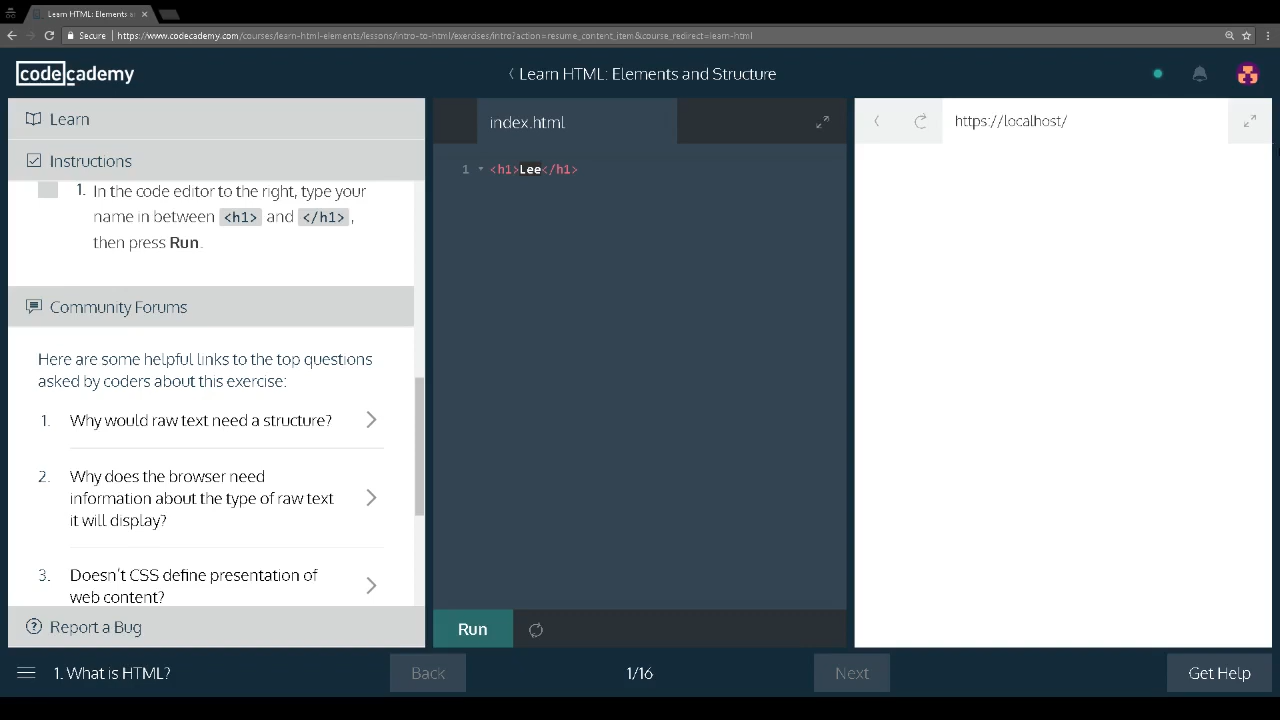 Learn HTML: Elements an
Secure
https://www.codecademy.com/courses/learn-html-elements/lessons/intro-to-html/exercises/intro?action=resume_content_item&course_redirect=learn-html
codecademy
Learn HTML: Elements and Structure
Learn
Instructions
1. In the code editor to the right, type your
name in between <h1> and </h1>,
then press Run.
Community Forums
Here are some helpful links to the top questions
asked by coders about this exercise:
1. Why would raw text need a structure?
2. Why does the browser need
information about the type of raw text
it will display?
3. Doesn't CSS define presentation of
web content?
Report a Bug
index.html
1 <h1>Lee</h1>
Run
https://localhost/
1. What is HTML?
Back
1/16
Next
Get Help